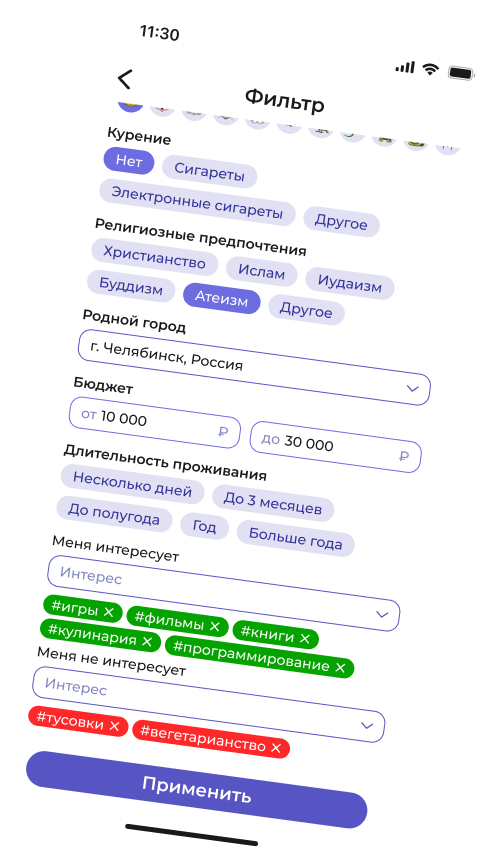 11:30
Фильтр
Курение
Нет Сигареты
Электронные сигареты Другое
Религиозные предпочтения
Христианство Ислам Иудаизм
Буддизм Атеизм Другое
Родной город
г. Челябинск, Россия
Бюджет
от 10 000 ₽ до 30 000 ₽
Длительность проживания
Несколько дней До 3 месяцев
До полугода Год Больше года
Меня интересует
Интерес
#игры × #фильмы × #книги ×
#кулинария × #программирование ×
Меня не интересует
Интерес
#тусовки × #вегетарианство ×
Применить